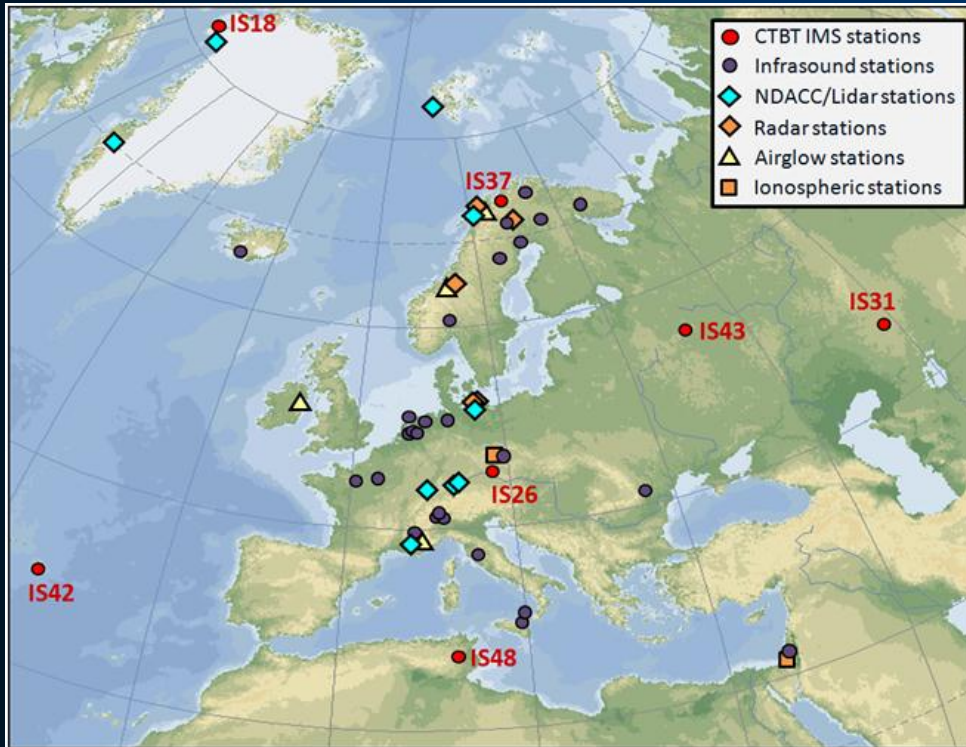 IS18
CTBT IMS stations
Infrasound stations
NDACC/Lidar stations
Radar stations
Airglow stations
Ionospheric stations
IS37
IS31
IS43
IS26
IS42
IS48